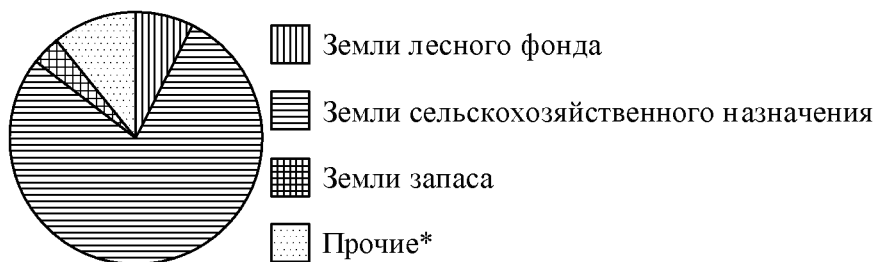 Земли лесного фонда
Земли сельскохозяйственного назначения
Земли запаса
Прочие*